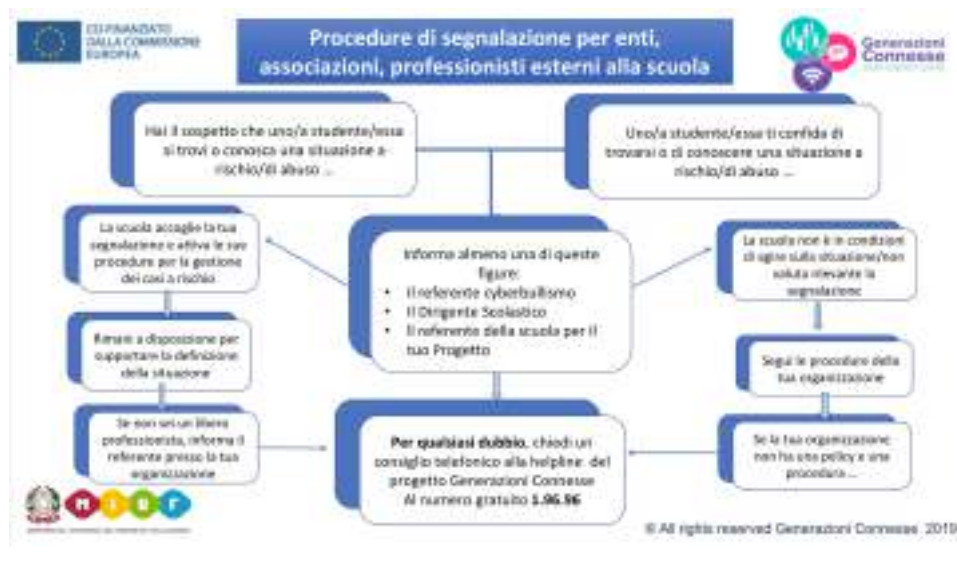 CO-FINANZIATO
DALLA COMMISSIONE
EUROPEA
Procedure di segnalazione per enti,
associazioni, professionisti esterni alla scuola
Generazioni
Connesse
Hai il sospetto che uno/a studente/essa
si trovi o conosca una situazione a
rischio/di abuso ...
Uno/a studente/essa ti confida di
trovarsi o di conoscere una situazione a
rischio/di abuso ...
La scuola accoglie la tua
segnalazione e attiva le sue
procedure per la gestione
dei casi a rischio
Informa almeno una di queste
figure:
• Il referente cyberbullismo
• Il Dirigente Scolastico
• Il referente della scuola per il
tuo Progetto
La scuola non è in condizioni
di agire sulla situazione/non
valuta rilevante la
segnalazione
Rimani a disposizione per
supportare la definizione
della situazione
Segui le procedure della
tua organizzazione
Se non sei un libero
professionista, informa il
referente presso la tua
organizzazione
Per qualsiasi dubbio, chiedi un
consiglio telefonico alla helpline del
progetto Generazioni Connesse
Al numero gratuito 1.96.96
Se la tua organizzazione
non ha una policy e una
procedura ...
MIUR
© All rights reserved Generazioni Connesse 2019